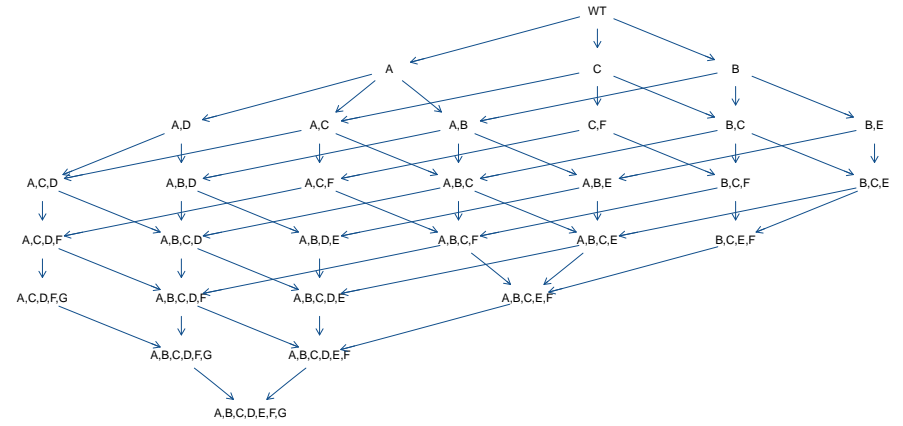 WT
A
C
B
A,D
A,C
A,B
C,F
B,C
B,E
A,C,D
A,B,D
A,C,F
A,B,C
A,B,E
B,C,F
B,C,E
A,C,D,F
A,B,C,D
A,B,D,E
A,B,C,F
A,B,C,E
B,C,E,F
A,C,D,F,G
A,B,C,D,F
A,B,C,D,E
A,B,C,E,F
A,B,C,D,F,G
A,B,C,D,E,F
A,B,C,D,E,F,G